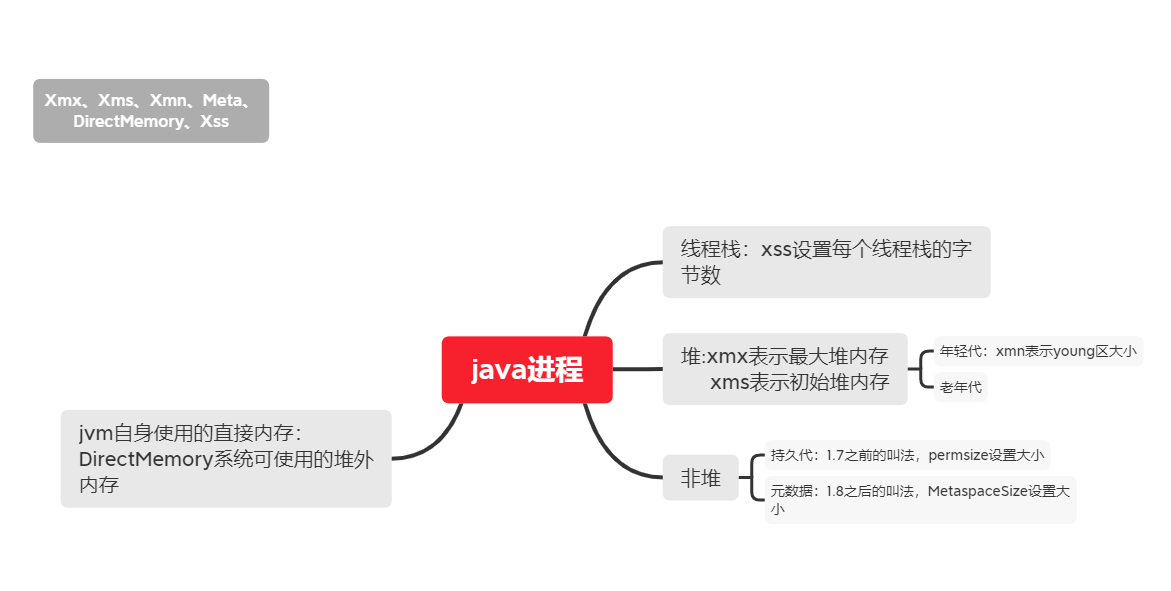 Xmx、Xms、Xmn、Meta、
DirectMemory、Xss
线程栈：xss设置每个线程栈的字
节数
java进程
堆:xmx表示最大堆内存
xms表示初始堆内存
年轻代：xmn表示young区大小
老年代
jvm自身使用的直接内存：
DirectMemory系统可使用的堆外
内存
非堆
持久代：1.7之前的叫法，permsize设置大小
元数据：1.8之后的叫法，MetaspaceSize设置大
小